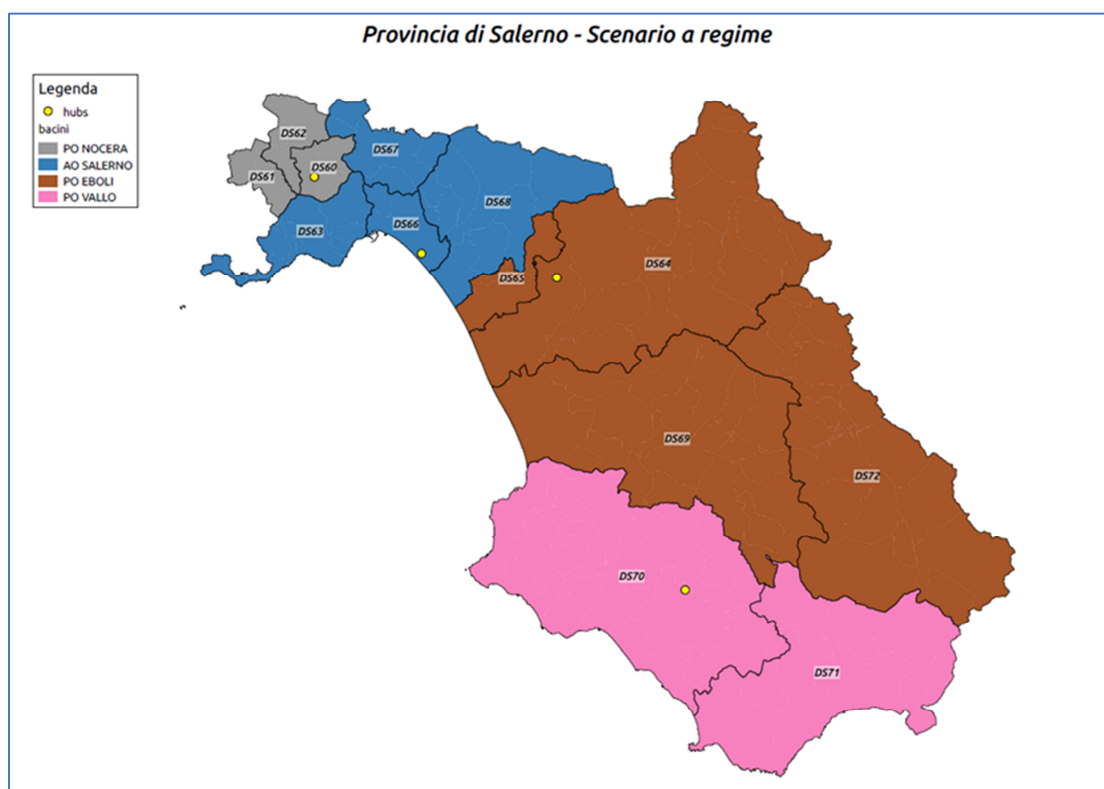 Provincia di Salerno - Scenario a regime
Legenda
hubs
bacini
PO NOCERA
AO SALERNO
PO EBOLI
PO VALLO
DS62
DS67
DS60
DS61
DS68
DS66
DS63
DS64
DS65
DS69
DS72
DS70
DS71